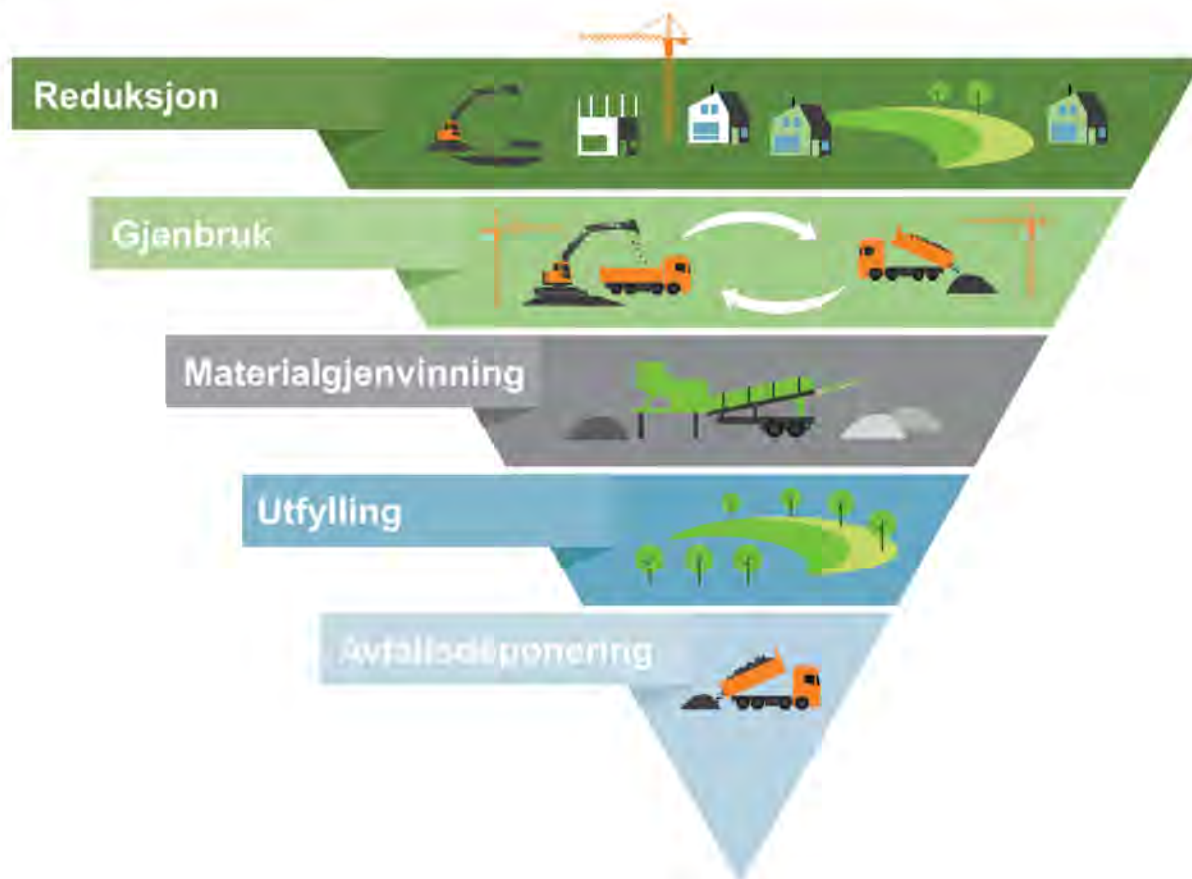 Reduksjon
Gjenbruk
Materialgjenvinning
Utfylling
Avfallsdeponering